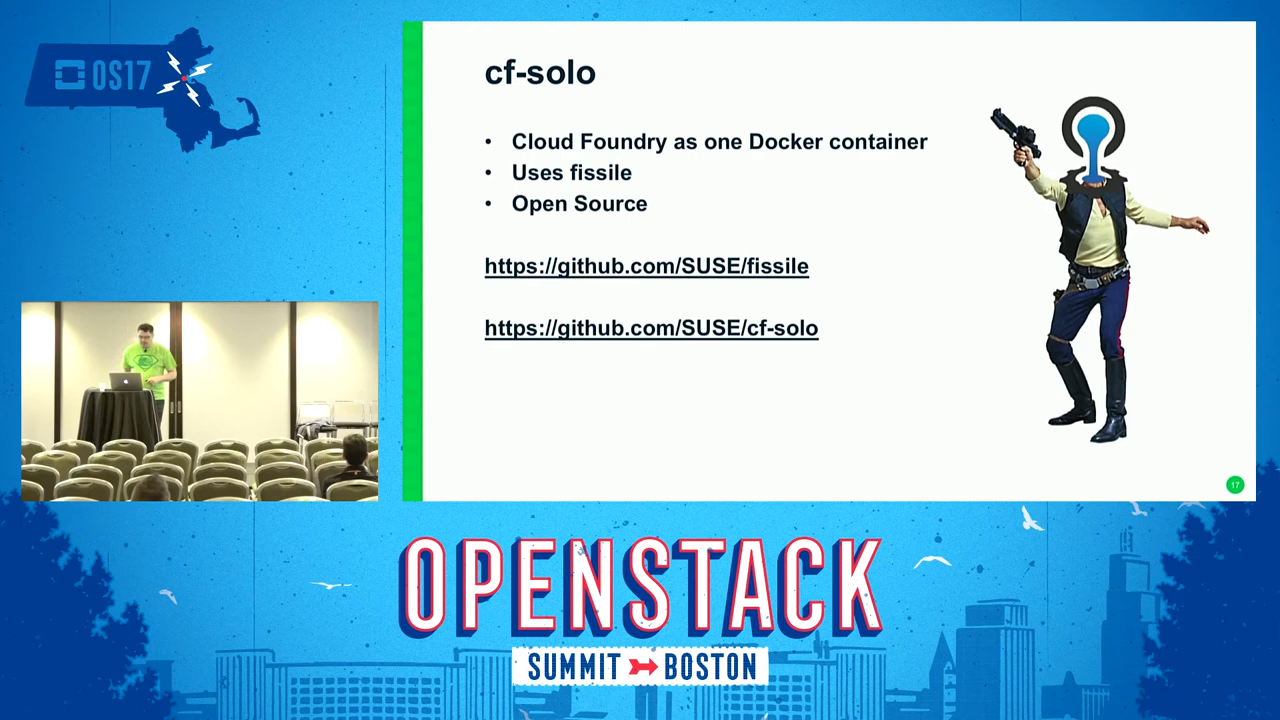 OS17
cf-solo
• Cloud Foundry as one Docker container
• Uses fissile
• Open Source
https://github.com/SUSE/fissile
https://github.com/SUSE/cf-solo
17
OPENSTACK
SUMMIT BOSTON